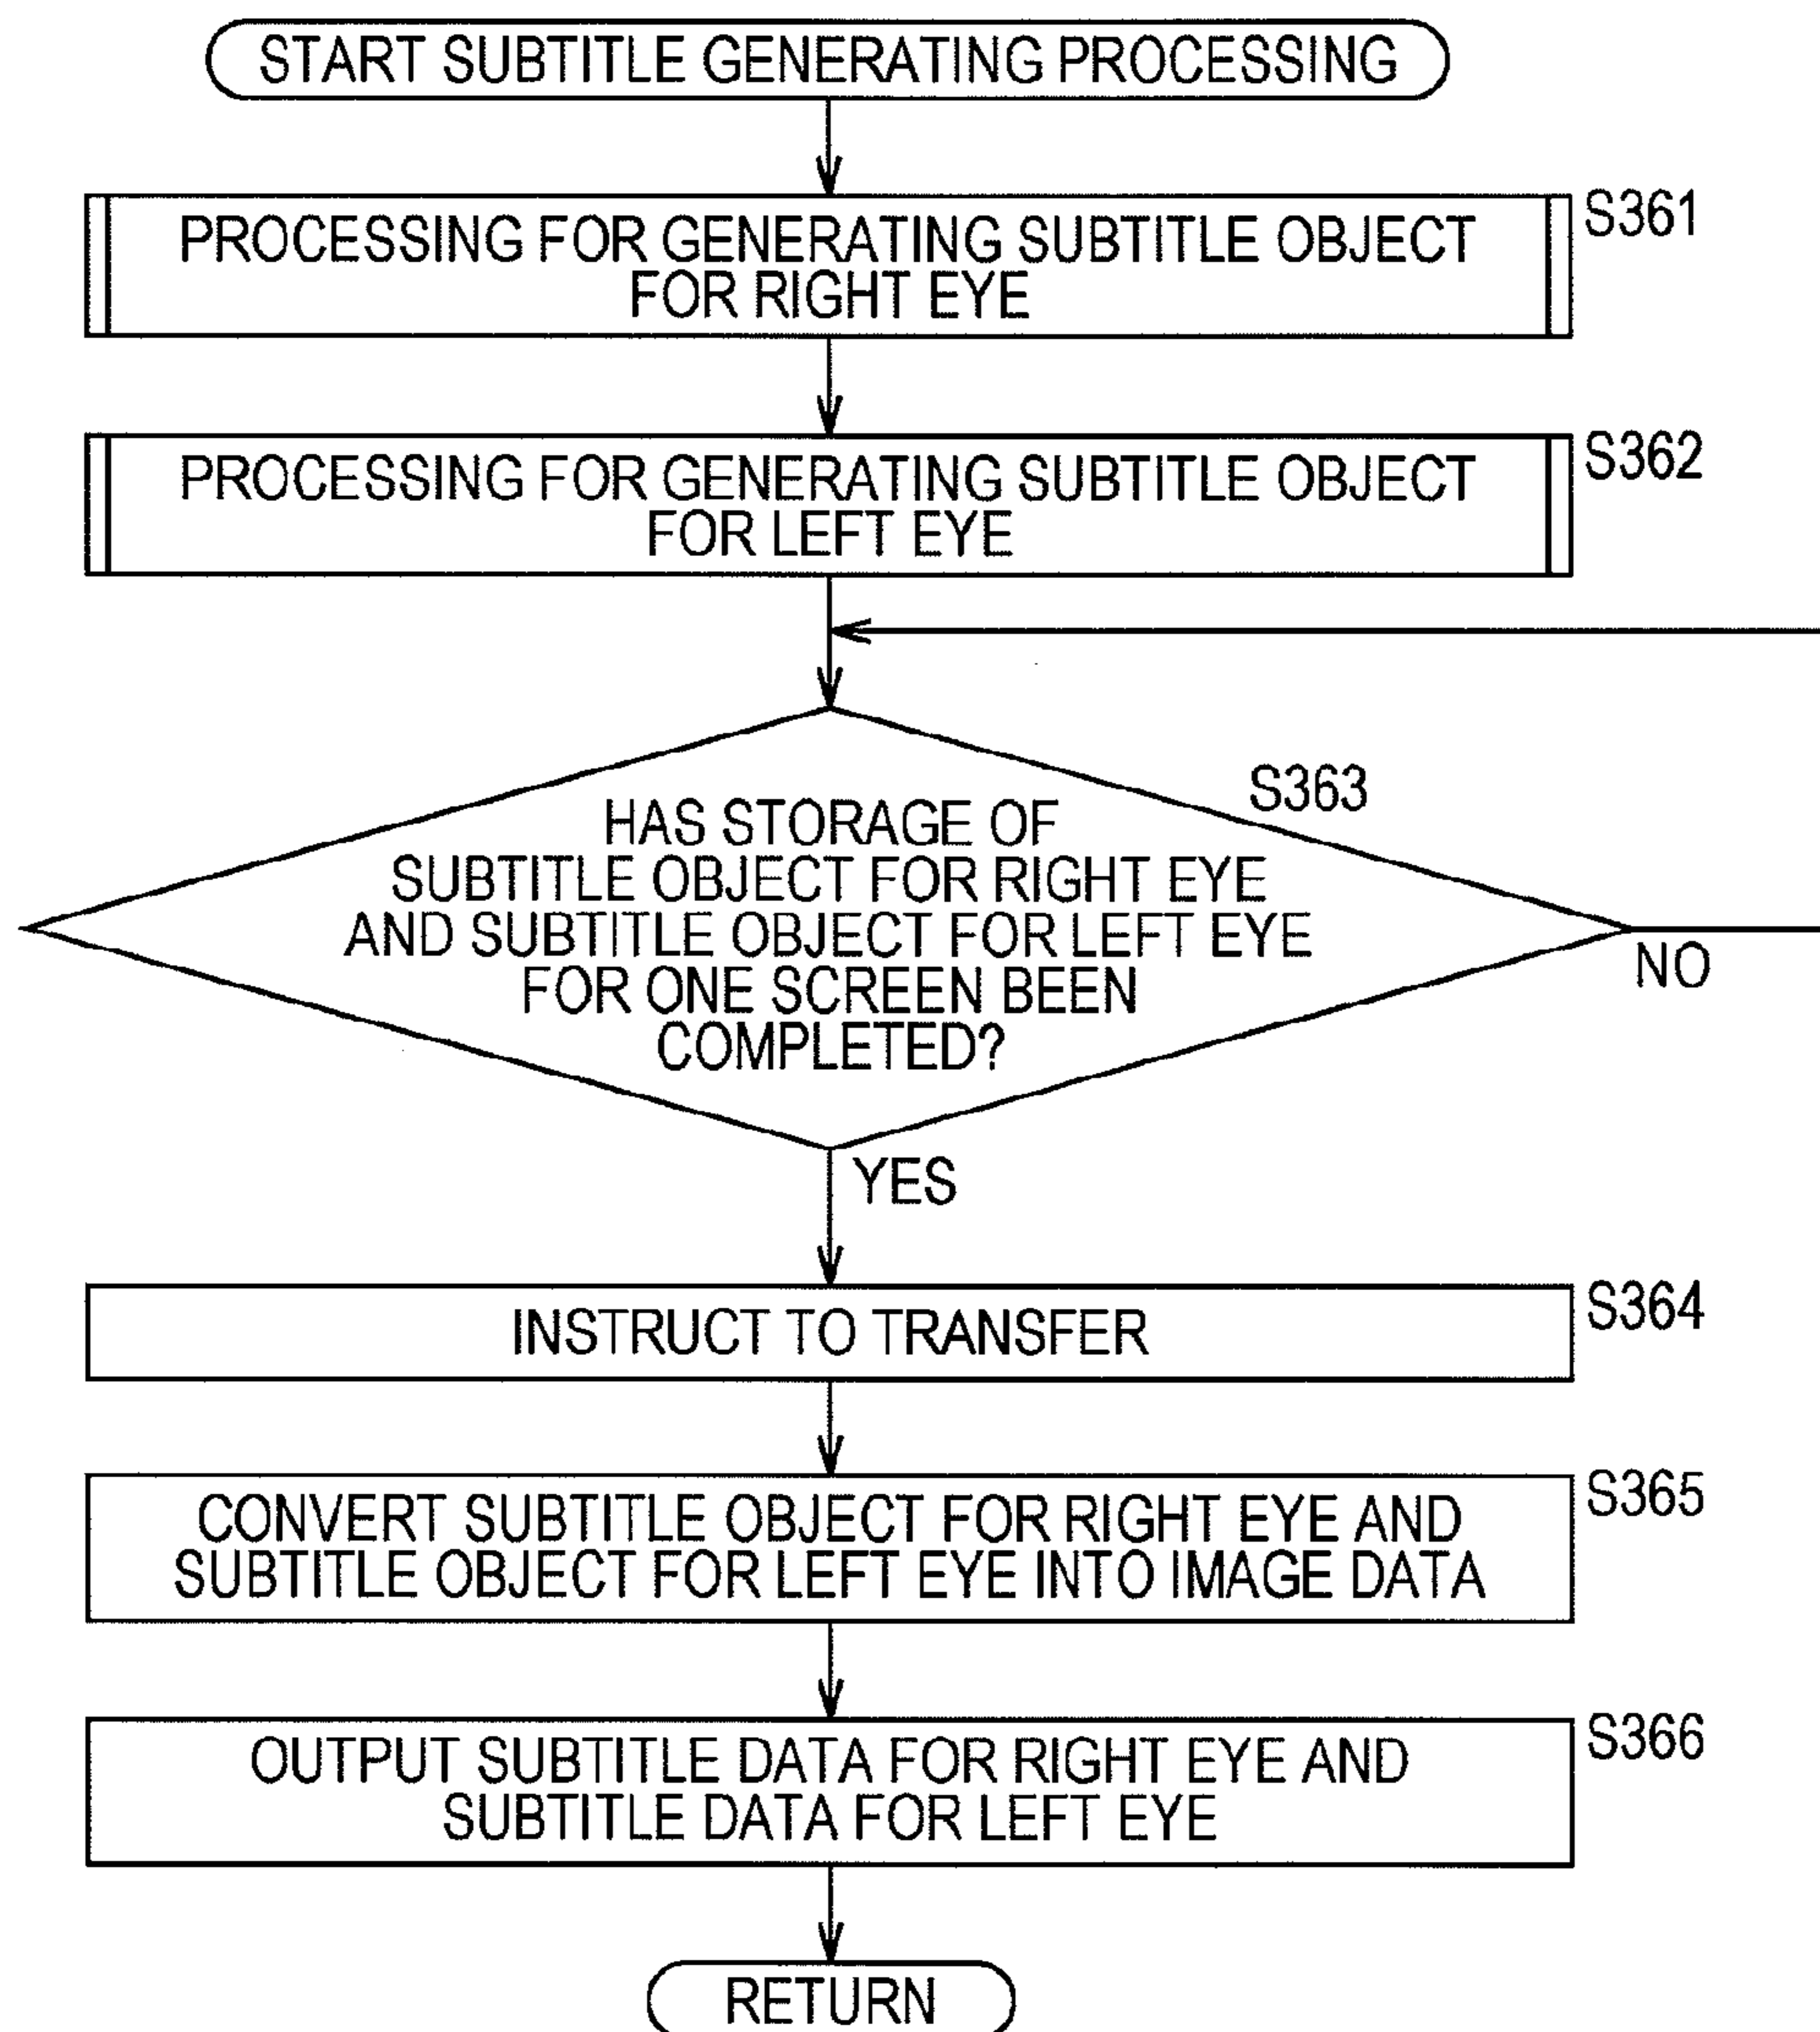 START SUBTITLE GENERATING PROCESSING
PROCESSING FOR GENERATING SUBTITLE OBJECT
FOR RIGHT EYE
S361
PROCESSING FOR GENERATING SUBTITLE OBJECT
FOR LEFT EYE
S362
S363
HAS STORAGE OF
SUBTITLE OBJECT FOR RIGHT EYE
AND SUBTITLE OBJECT FOR LEFT EYE
FOR ONE SCREEN BEEN
COMPLETED?
NO
YES
INSTRUCT TO TRANSFER
S364
CONVERT SUBTITLE OBJECT FOR RIGHT EYE AND
SUBTITLE OBJECT FOR LEFT EYE INTO IMAGE DATA
S365
OUTPUT SUBTITLE DATA FOR RIGHT EYE AND
SUBTITLE DATA FOR LEFT EYE
S366
RETURN